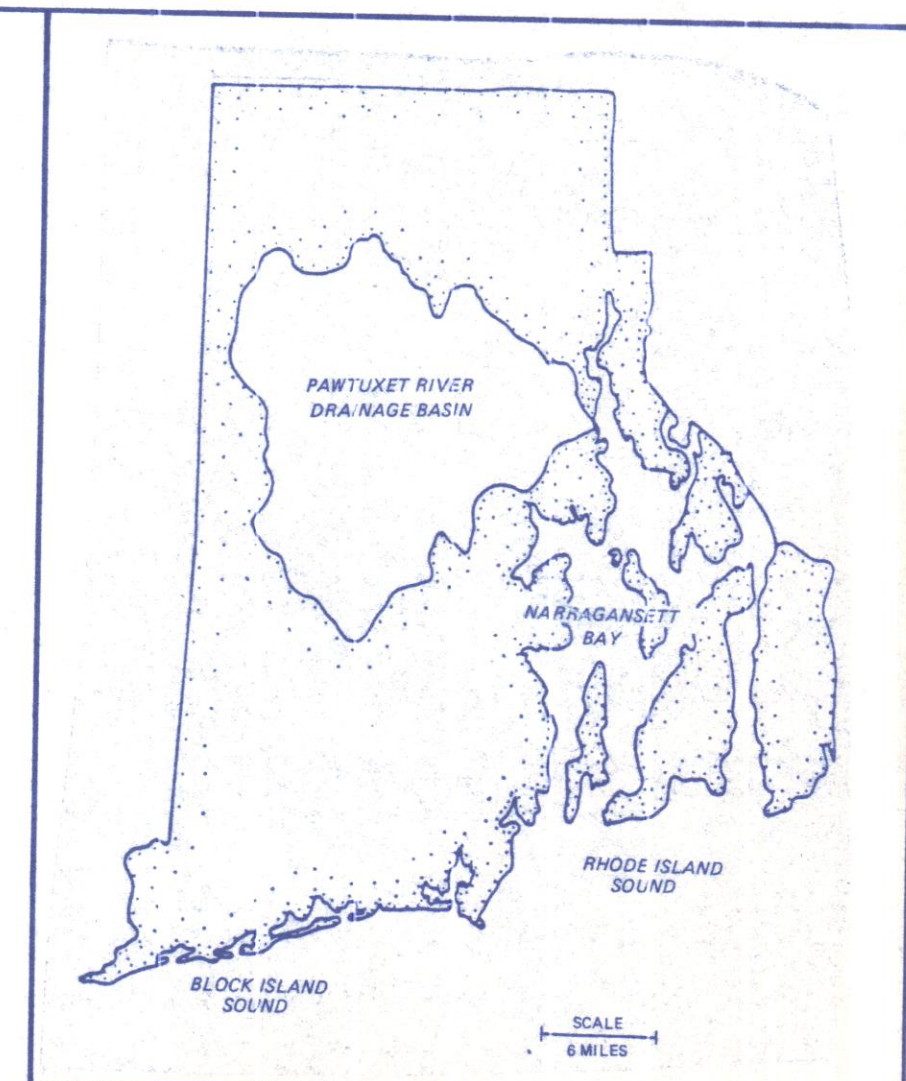 PAWTUXET RIVER
DRAINAGE BASIN
NARRAGANSETT
BAY
RHODE ISLAND
SOUND
BLOCK ISLAND
SOUND
SCALE
6 MILES